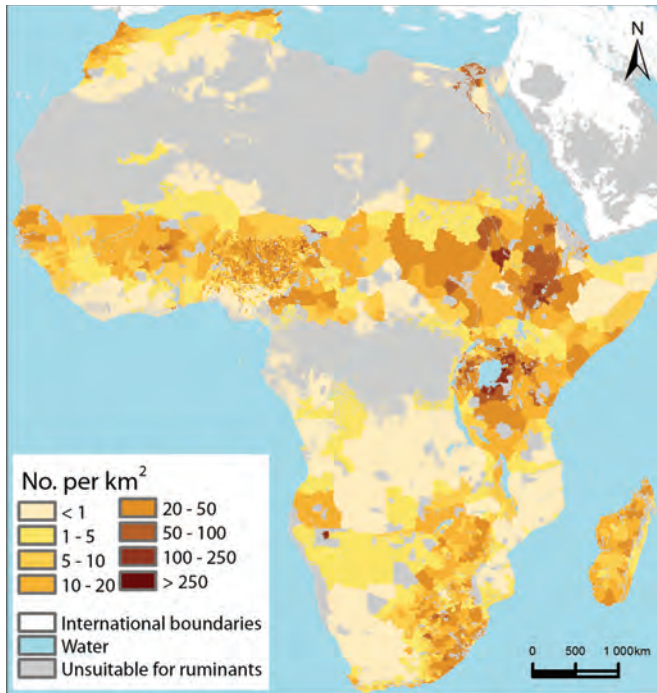 N
No. per km²
< 1
1 - 5
5 - 10
10 - 20
20 - 50
50 - 100
100 - 250
> 250
International boundaries
Water
Unsuitable for ruminants
0 500 1 000km